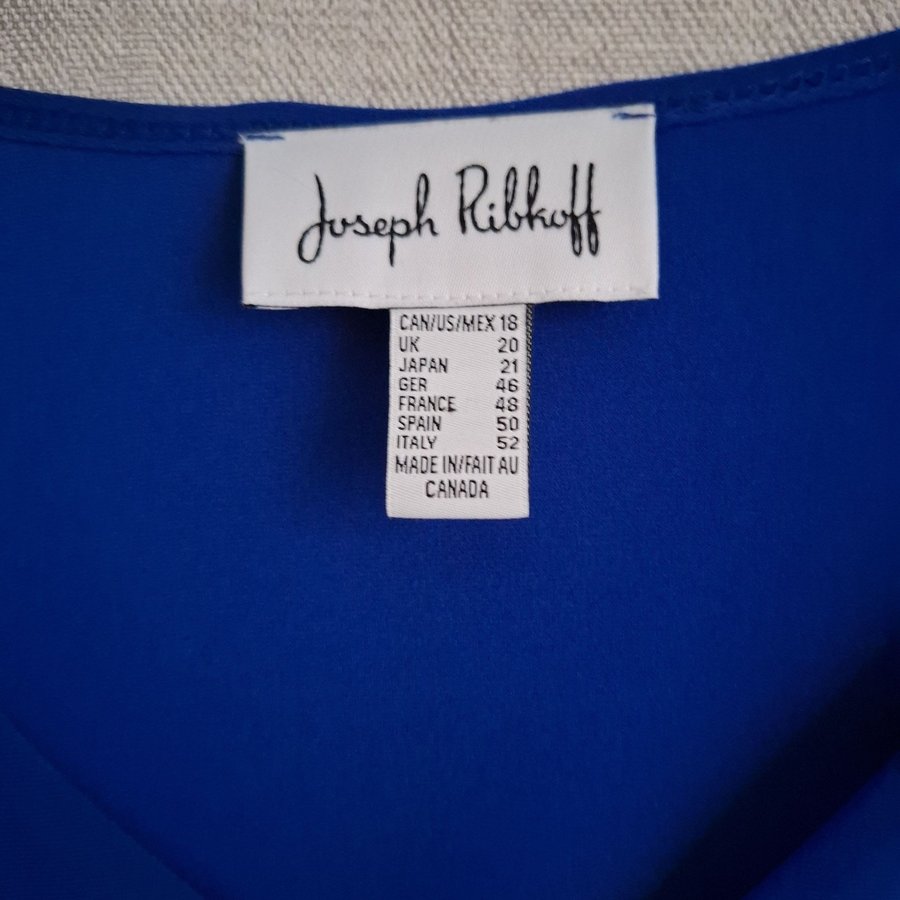 Joseph Ribkoff
CAN/US/MEX 18
UK 20
JAPAN 21
GER 46
FRANCE 48
SPAIN 50
ITALY 52
MADE IN/FAIT AU
CANADA